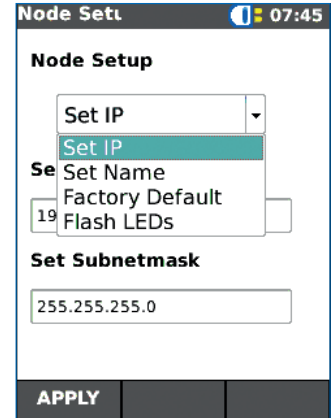 Node Setu 07:45
Node Setup
Set IP
Set IP
Set Name
Se
Factory Default
19
Flash LEDs
Set Subnetmask
255.255.255.0
APPLY